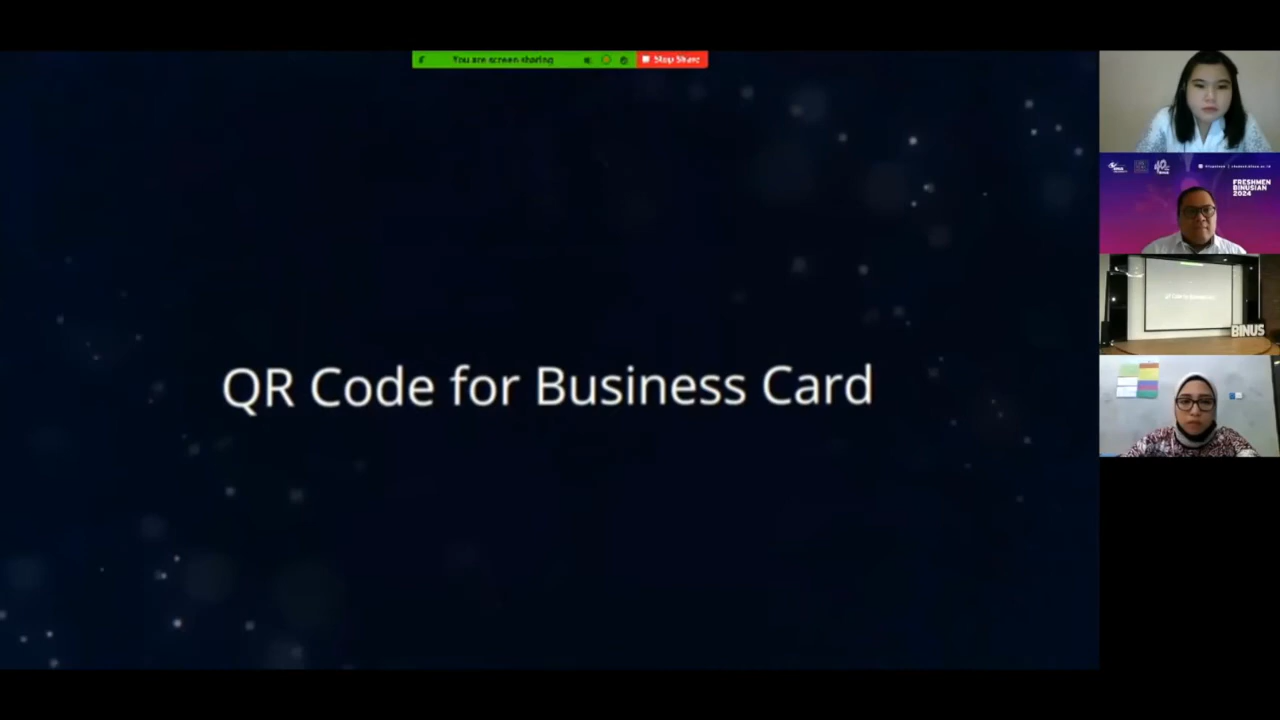 You are screen sharing
Stop Share
QR Code for Business Card
FRESHMEN
BINUSIAN
2024
BINUS